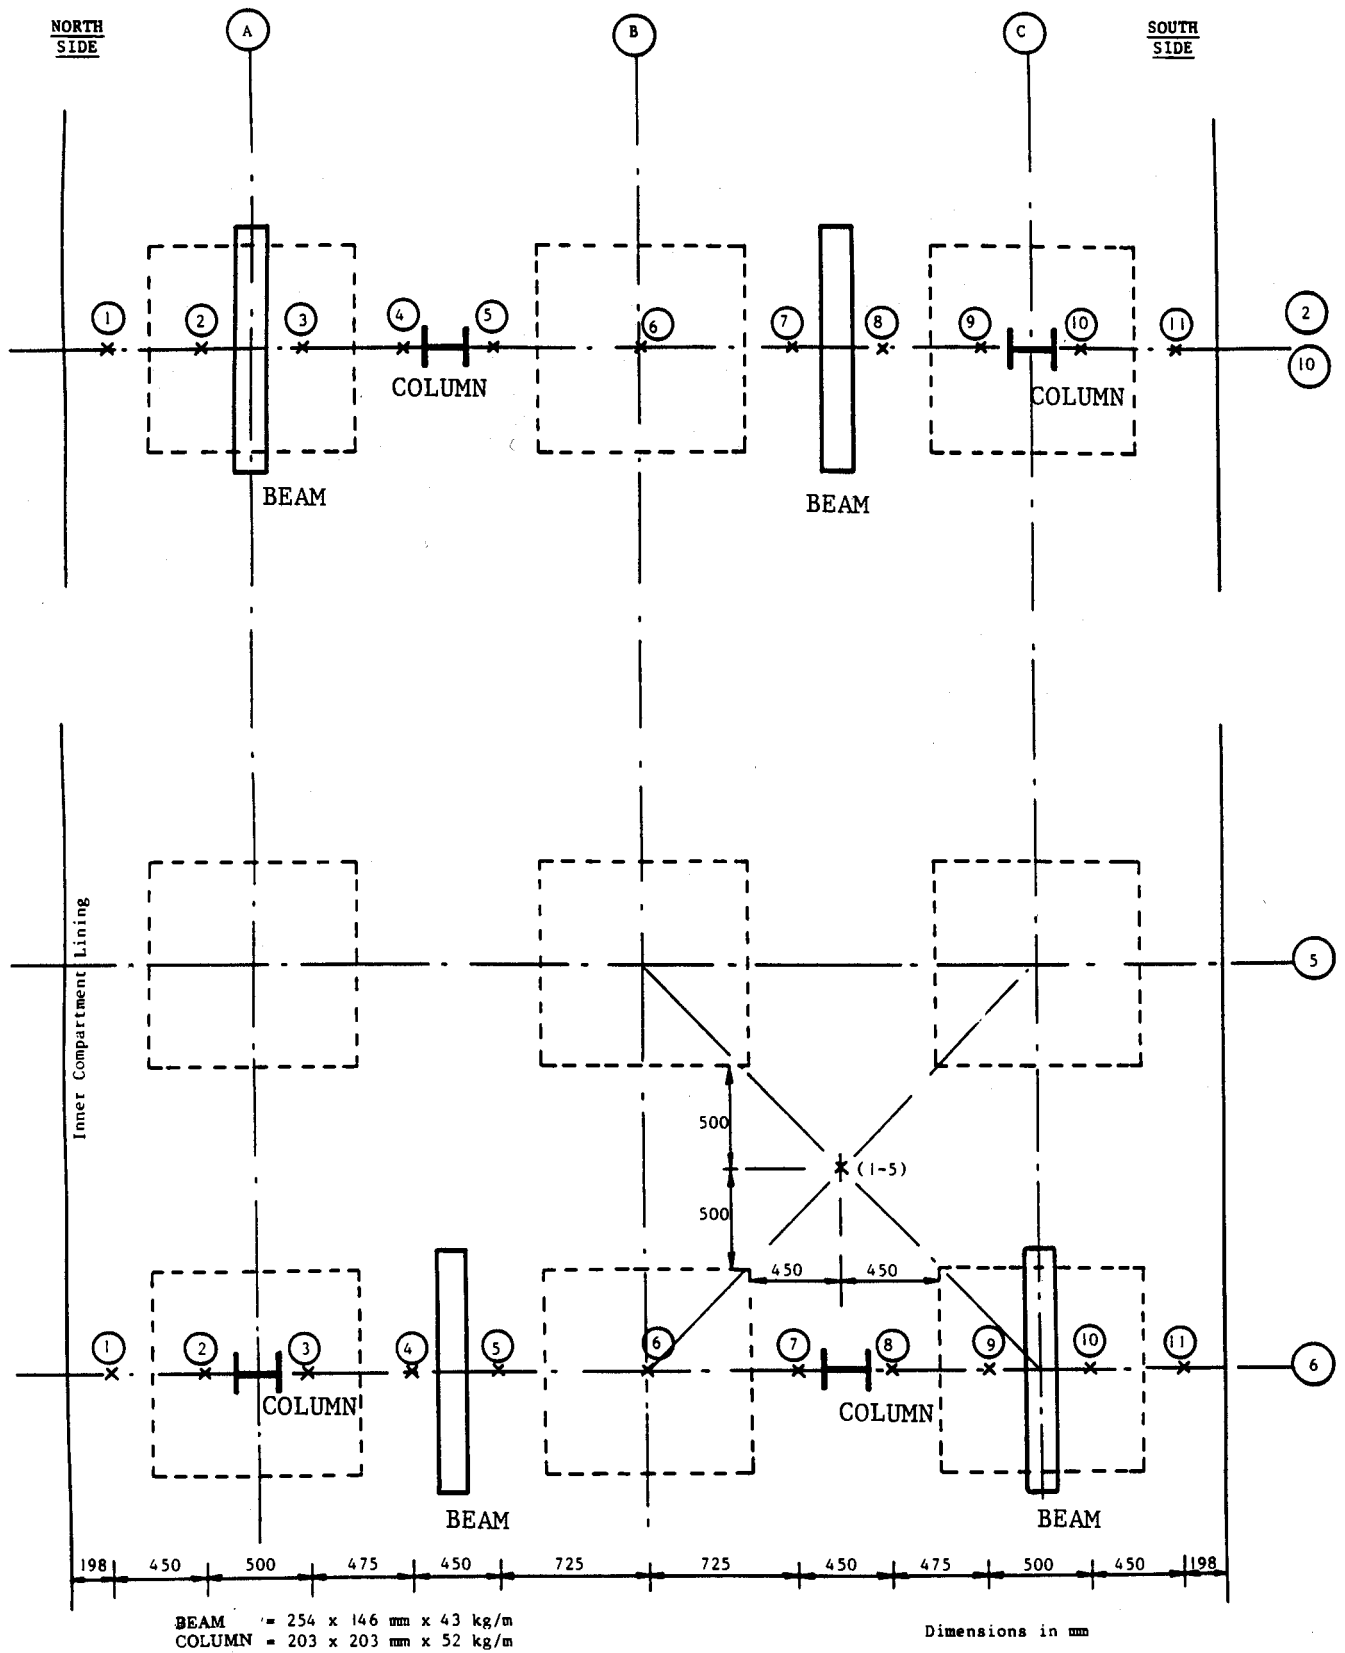 NORTH
SIDE
A
B
C
SOUTH
SIDE
1
2
3
4
5
6
7
8
9
10
11
2
10
COLUMN
COLUMN
BEAM
BEAM
Inner Compartment Lining
5
500
(1-5)
500
450
450
1
2
3
4
5
6
7
8
9
10
11
6
COLUMN
COLUMN
BEAM
BEAM
198
450
500
475
450
725
725
450
475
500
450
198
BEAM = 254 x 146 mm x 43 kg/m
COLUMN = 203 x 203 mm x 52 kg/m
Dimensions in mm